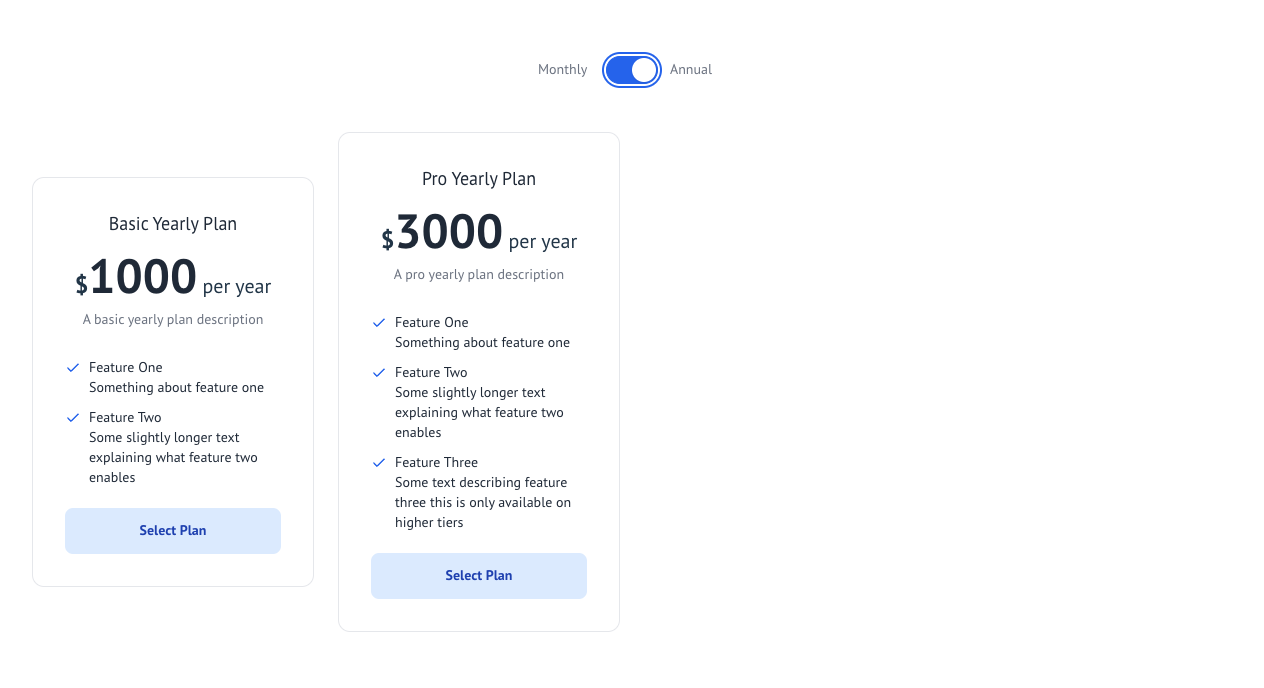 Monthly
Annual
Basic Yearly Plan
$1000 per year
A basic yearly plan description
Feature One
Something about feature one
Feature Two
Some slightly longer text
explaining what feature two
enables
Select Plan
Pro Yearly Plan
$3000 per year
A pro yearly plan description
Feature One
Something about feature one
Feature Two
Some slightly longer text
explaining what feature two
enables
Feature Three
Some text describing feature
three this is only available on
higher tiers
Select Plan